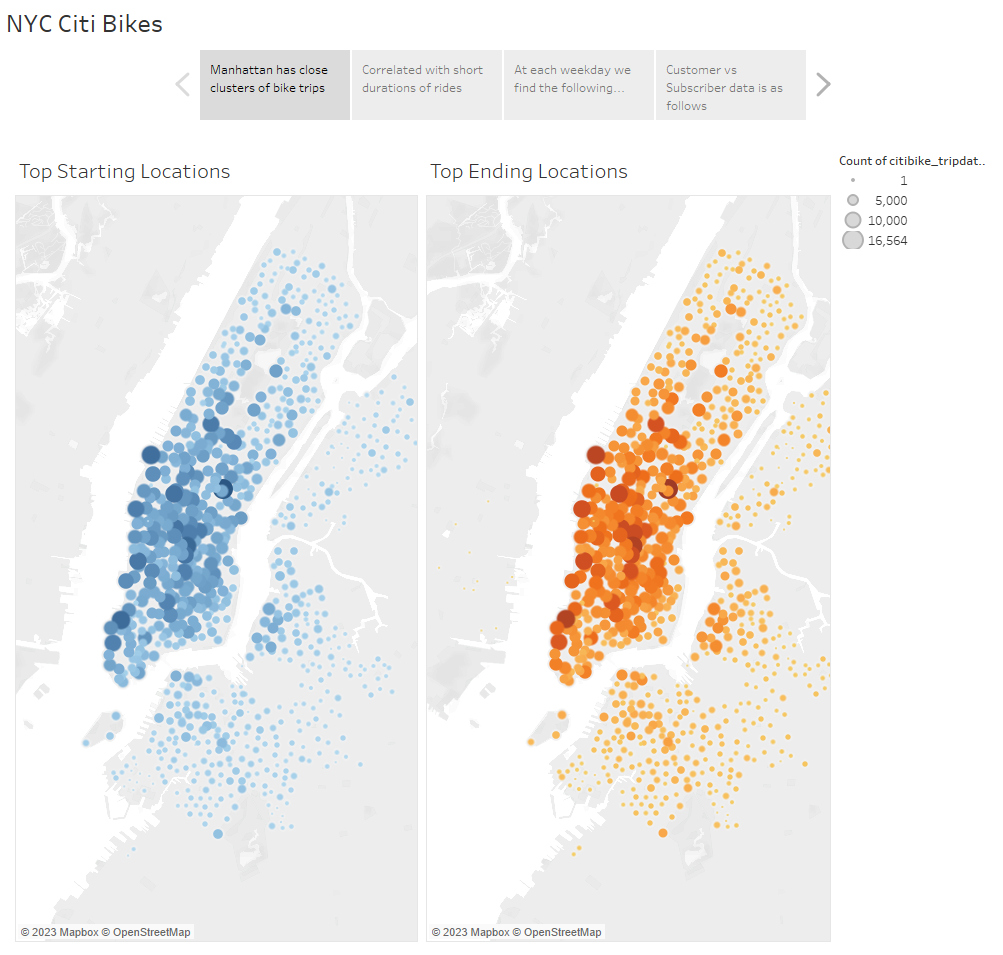 NYC Citi Bikes
Manhattan has close
clusters of bike trips
Correlated with short
durations of rides
At each weekday we
find the following...
Customer vs
Subscriber data is as
follows
Top Starting Locations
Top Ending Locations
Count of citibike_tripdat..
1
5,000
10,000
16,564
© 2023 Mapbox © OpenStreetMap
© 2023 Mapbox © OpenStreetMap